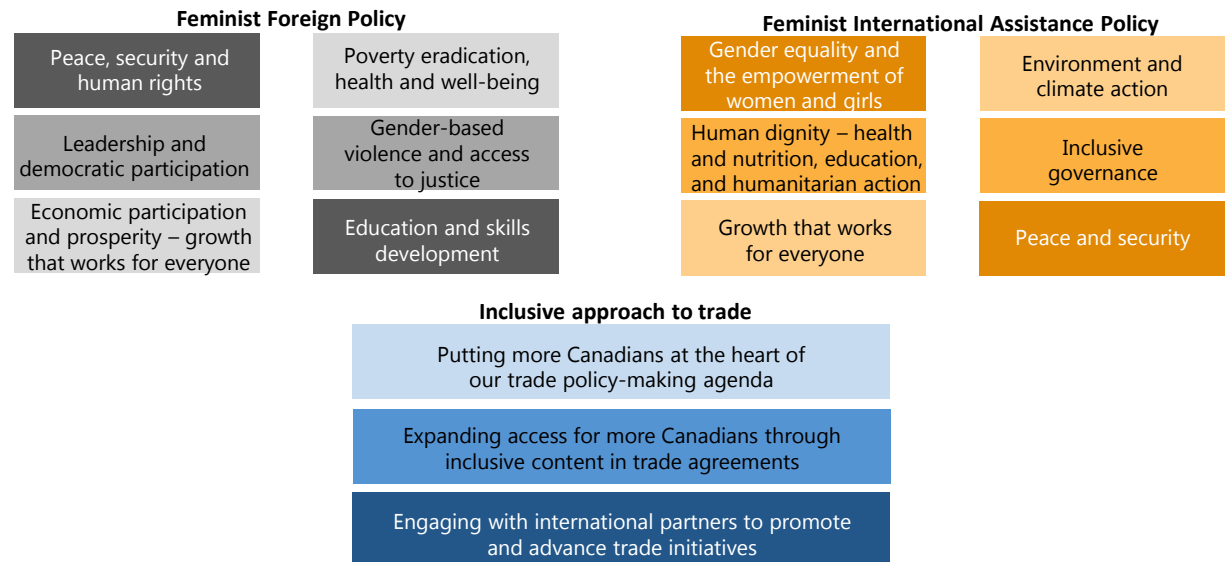 Feminist Foreign Policy
Peace, security and
human rights
Poverty eradication,
health and well-being
Leadership and
democratic participation
Gender-based
violence and access
to justice
Economic participation
and prosperity – growth
that works for everyone
Education and skills
development
Feminist International Assistance Policy
Gender equality and
the empowerment of
women and girls
Environment and
climate action
Human dignity – health
and nutrition, education,
and humanitarian action
Inclusive
governance
Growth that works
for everyone
Peace and security
Inclusive approach to trade
Putting more Canadians at the heart of
our trade policy-making agenda
Expanding access for more Canadians through
inclusive content in trade agreements
Engaging with international partners to promote
and advance trade initiatives